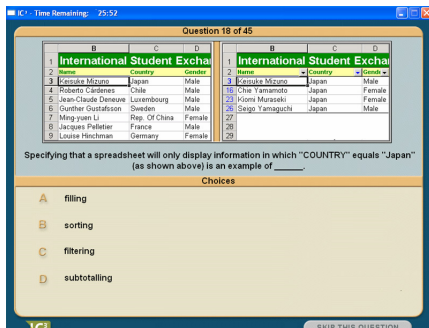 IC³ - Time Remaining: 25:52
Question 18 of 45
B C D
1 International Student Exchai
2 Name Country Gender
3 Keisuke Mizuno Japan Male
4 Roberto Cárdenes Chile Male
5 Jean-Claude Deneuve Luxembourg Male
6 Gunther Gustafsson Sweden Male
7 Ming-yuen Li Rep. Of China Female
8 Jacques Pelletier France Male
9 Louise Hinchman Germany Female
B C D
1 International Student Excha
2 Name Country Gend
3 Keisuke Mizuno Japan Male
16 Chie Yamamoto Japan Female
23 Kiomi Muraseki Japan Female
26 Seigo Yamaguchi Japan Male
27
28
29
Specifying that a spreadsheet will only display information in which "COUNTRY" equals "Japan"
(as shown above) is an example of ______.
Choices
A filling
B sorting
C filtering
D subtotalling
IC³
SKIP THIS QUESTION